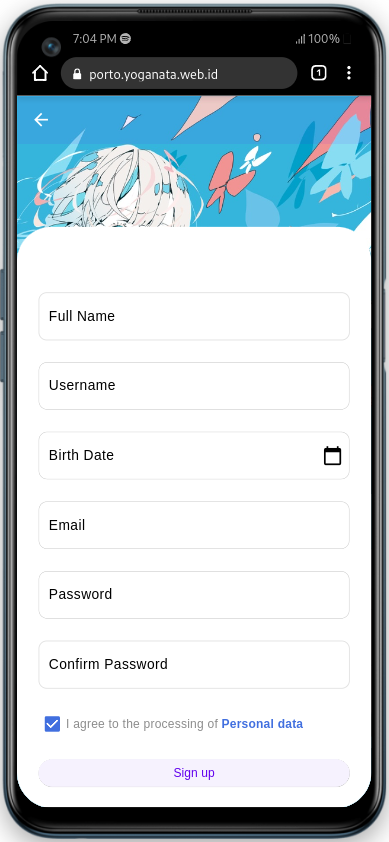 7:04 PM 100%
porto.yoganata.web.id 1
Full Name
Username
Birth Date
Email
Password
Confirm Password
I agree to the processing of Personal data
Sign up